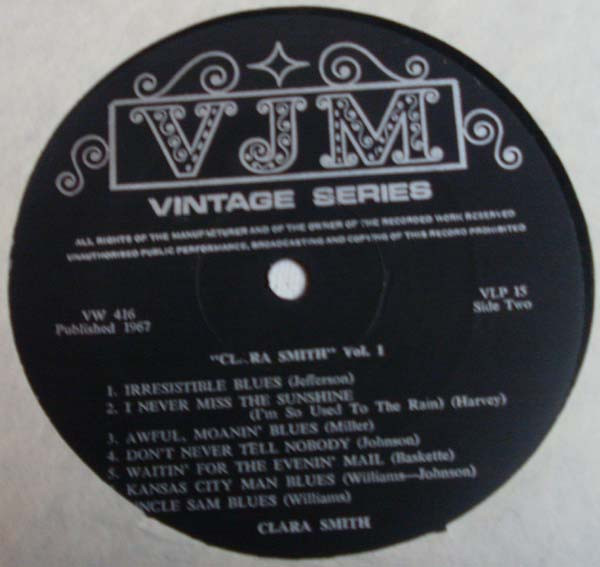 VJM
VINTAGE SERIES
ALL RIGHTS OF THE MANUFACTURER AND OF THE OWNER OF THE RECORDED WORK RESERVED
UNAUTHORISED PUBLIC PERFORMANCE, BROADCASTING AND COPYING OF THIS RECORD PROHIBITED
VW 416
Published 1967
VLP 15
Side Two
"CL RA SMITH" Vol. 1
1. IRRESISTIBLE BLUES (Jefferson)
2. I NEVER MISS THE SUNSHINE
(I'm So Used To The Rain) (Harvey)
3. AWFUL, MOANIN' BLUES (Miller)
4. DON'T NEVER TELL NOBODY (Johnson)
5. WAITIN' FOR THE EVENIN' MAIL (Baskette)
KANSAS CITY MAN BLUES (Williams—Johnson)
NCLE SAM BLUES (Williams)
CLARA SMITH